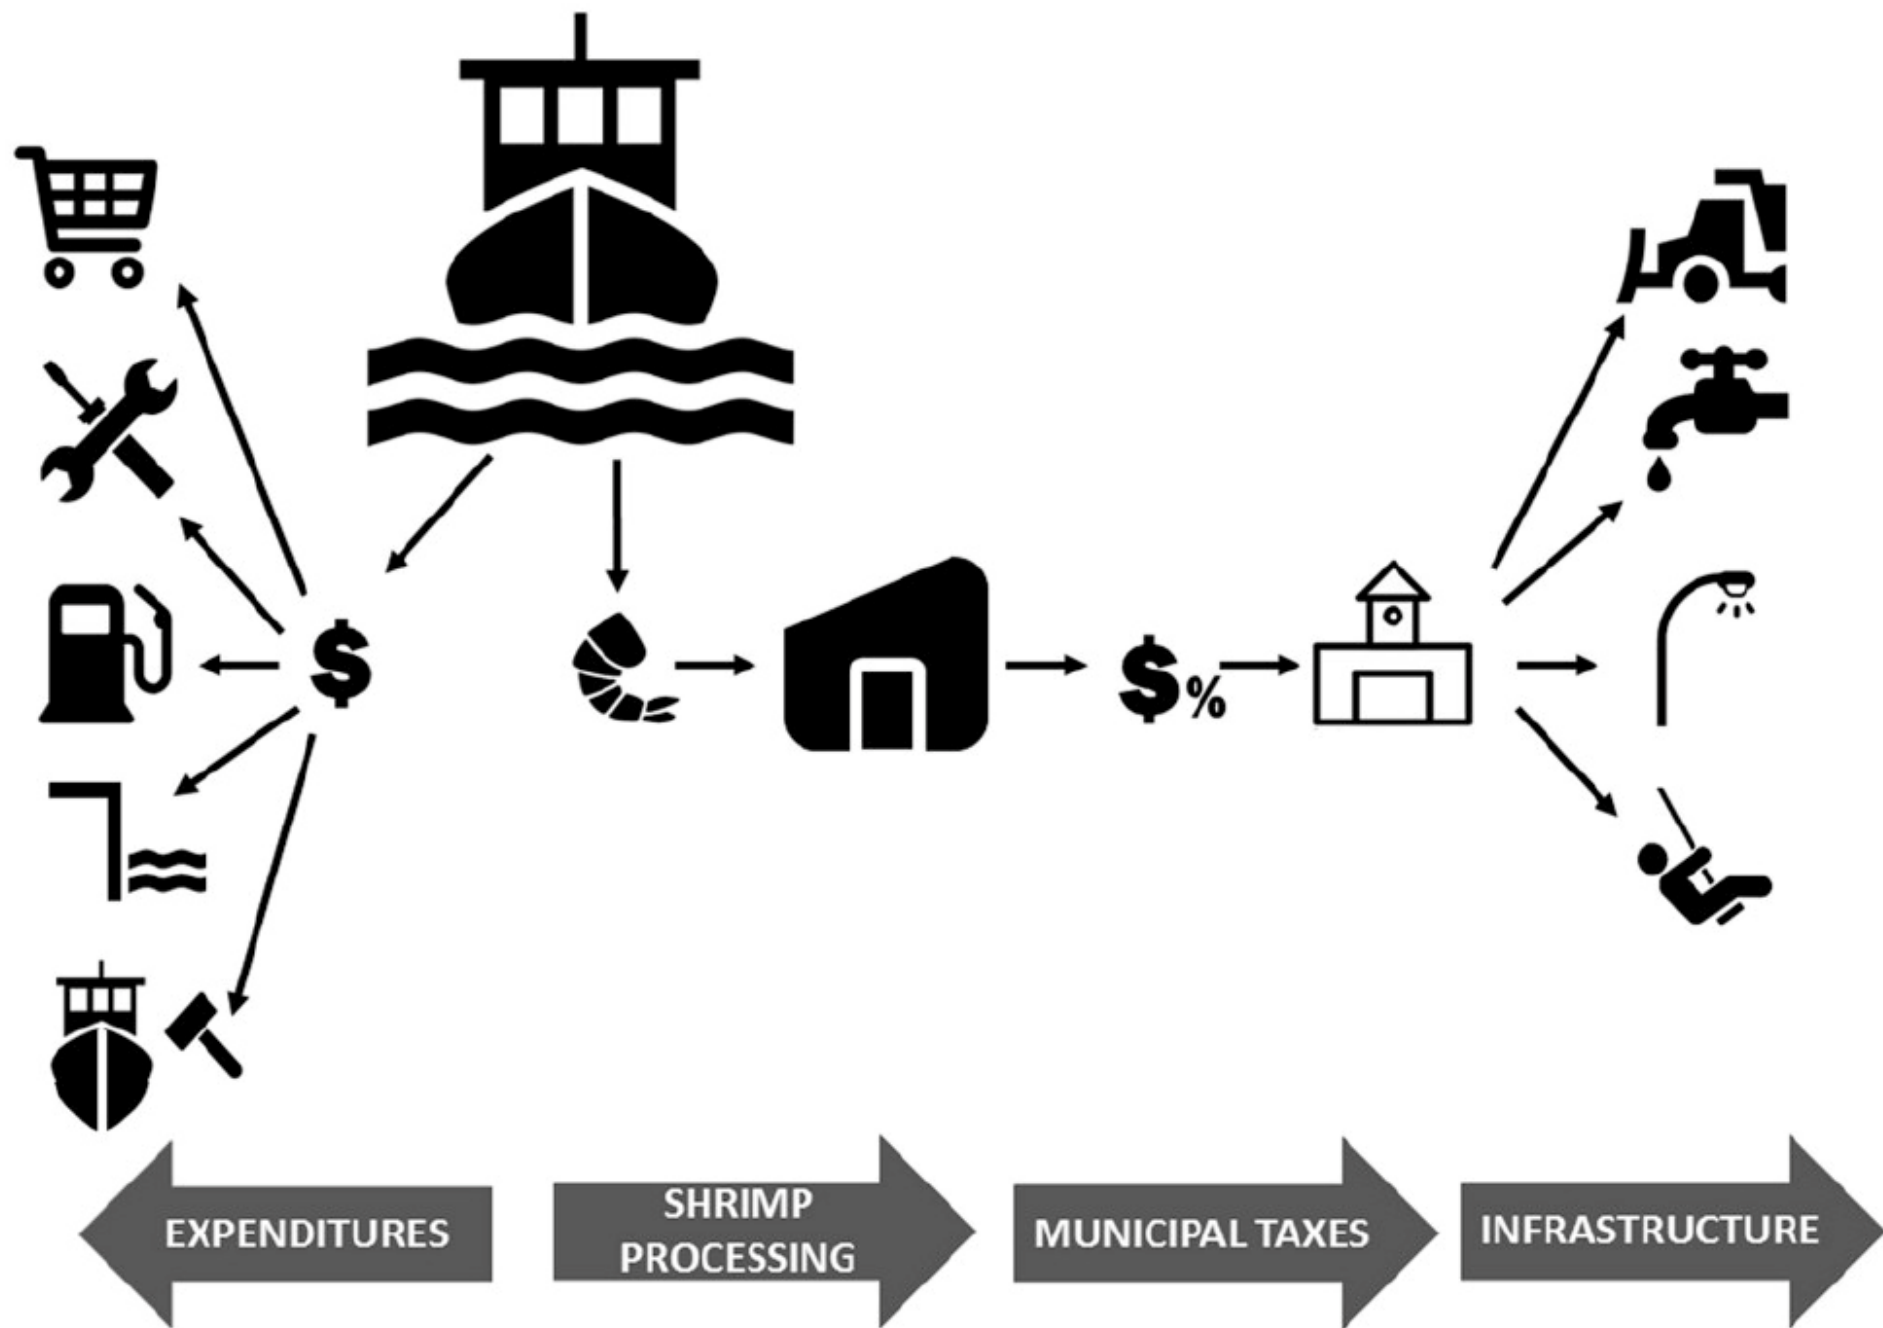 $
$%
EXPENDITURES
SHRIMP
PROCESSING
MUNICIPAL TAXES
INFRASTRUCTURE